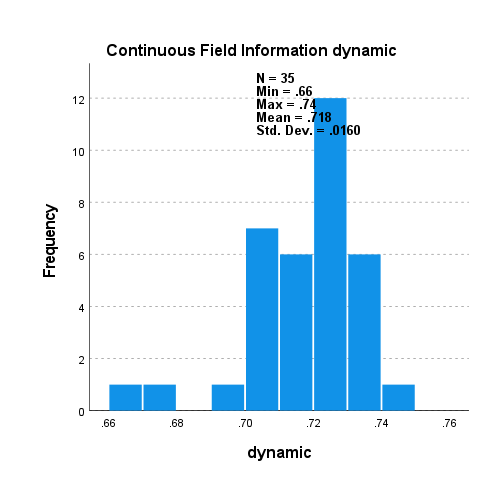 Continuous Field Information dynamic
N = 35
Min = .66
Max = .74
Mean = .718
Std. Dev. = .0160
12
10
8
6
4
2
0
Frequency
.66 .68 .70 .72 .74 .76
dynamic